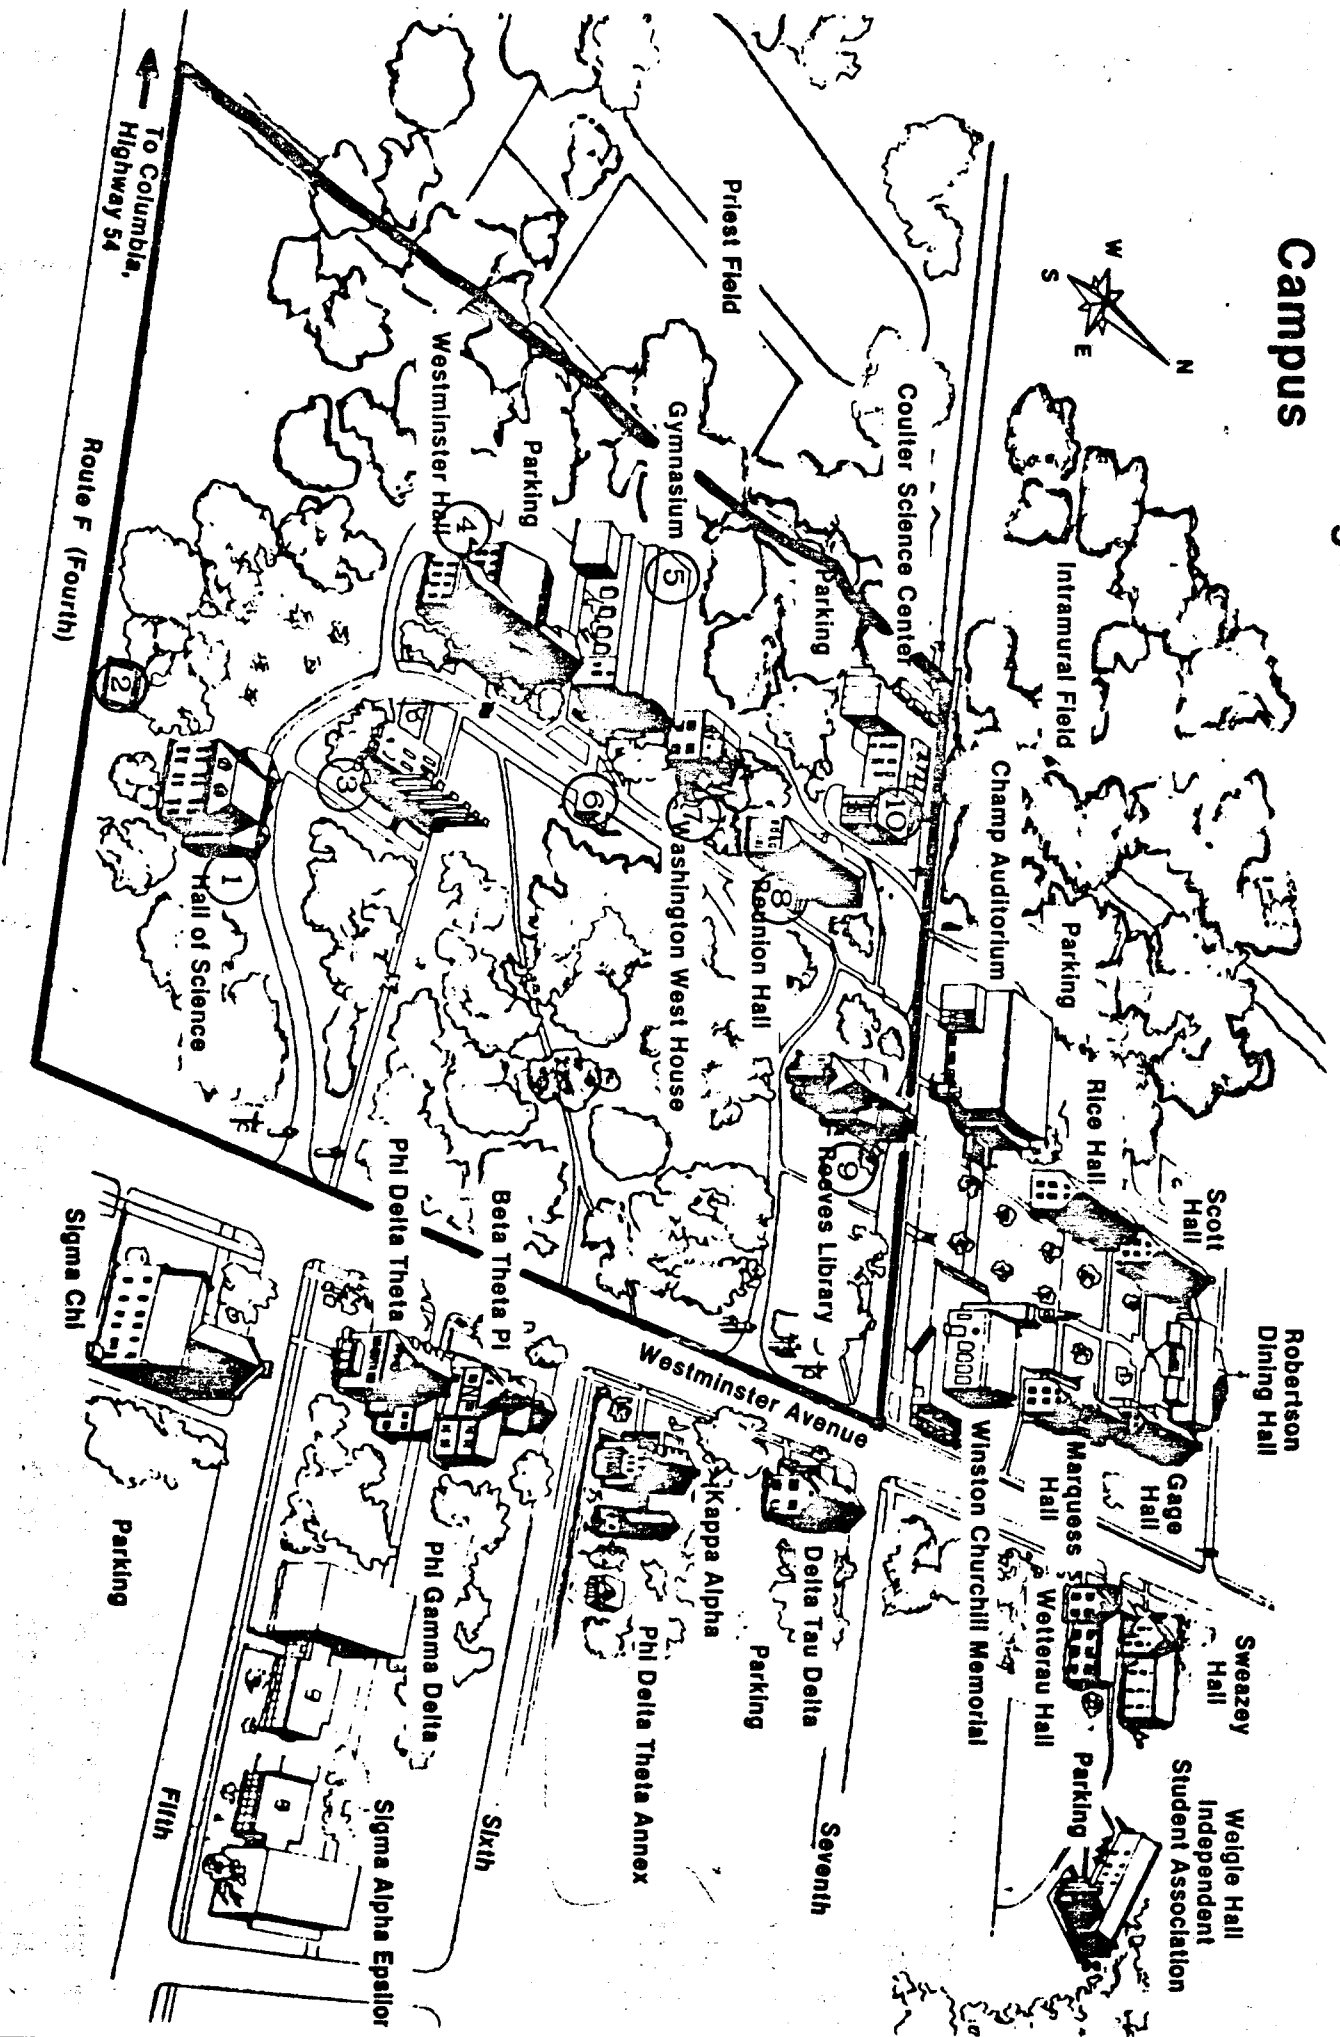 Campus
W
N
S
E
To Columbia,
Highway 54
Priest Field
Coulter Science Center
Intramural Field
Champ Auditorium
Parking
Rice Hall
Scott
Hall
Robertson
Dining Hall
Gymnasium
Parking
Westminster Hall
Parking
Route F (Fourth)
4
5
10
2
3
6
7
8
1
9
Washington West House
Reunion Hall
Hall of Science
Reeves Library
Phi Delta Theta
Beta Theta Pi
Sigma Chi
Westminster Avenue
Winston Churchill Memorial
Marquess
Hall
Gage
Hall
Wetterau Hall
Sweazey
Hall
Parking
Weigle Hall
Independent
Student Association
Kappa Alpha
Delta Tau Delta
Parking
Phi Delta Theta Annex
Phi Gamma Delta
Parking
Seventh
Sixth
Fifth
Sigma Alpha Epsilon